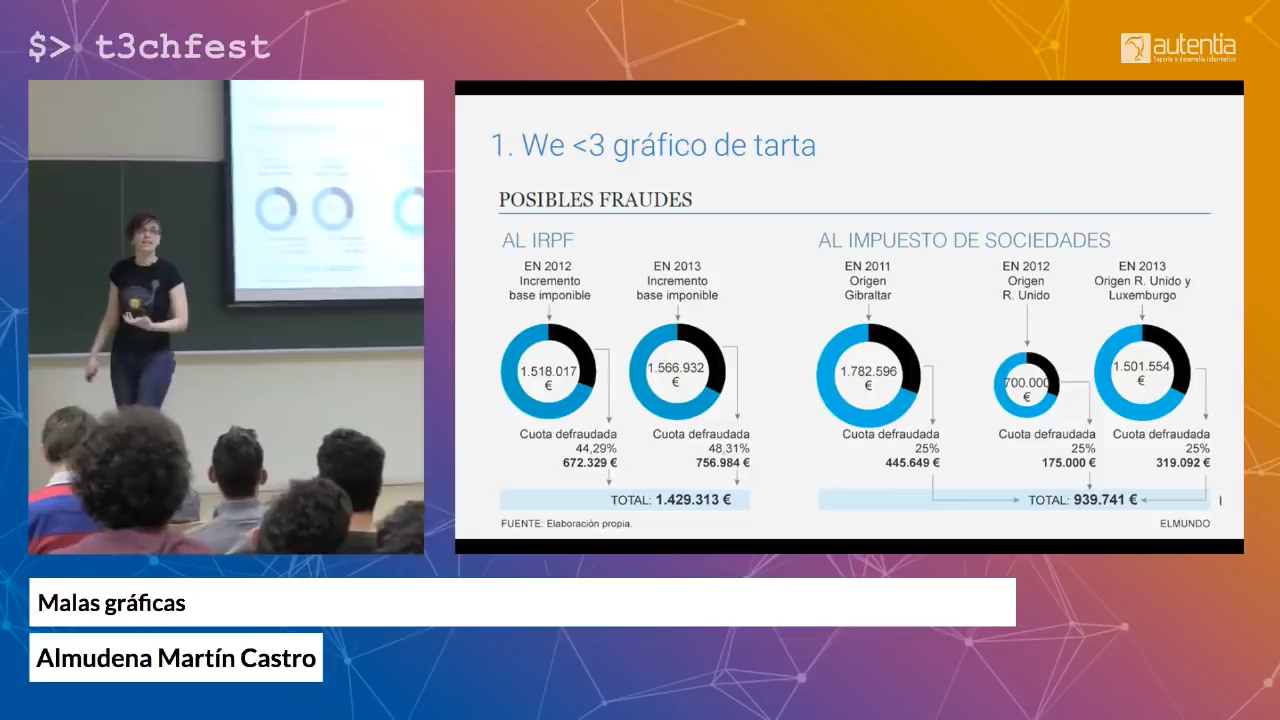 $> t3chfest
autentia
Soporte a desarrollo informático
1. We <3 gráfico de tarta
POSIBLES FRAUDES
AL IRPF
EN 2012
Incremento
base imponible
1.518.017
€
Cuota defraudada
44,29%
672.329 €
EN 2013
Incremento
base imponible
1.566.932
€
Cuota defraudada
48,31%
756.984 €
TOTAL: 1.429.313 €
AL IMPUESTO DE SOCIEDADES
EN 2011
Origen
Gibraltar
1.782.596
€
Cuota defraudada
25%
445.649 €
EN 2012
Origen
R. Unido
700.000
€
Cuota defraudada
25%
175.000 €
EN 2013
Origen R. Unido y
Luxemburgo
1.501.554
€
Cuota defraudada
25%
319.092 €
TOTAL: 939.741 €
FUENTE: Elaboración propia.
ELMUNDO
Malas gráficas
Almudena Martín Castro